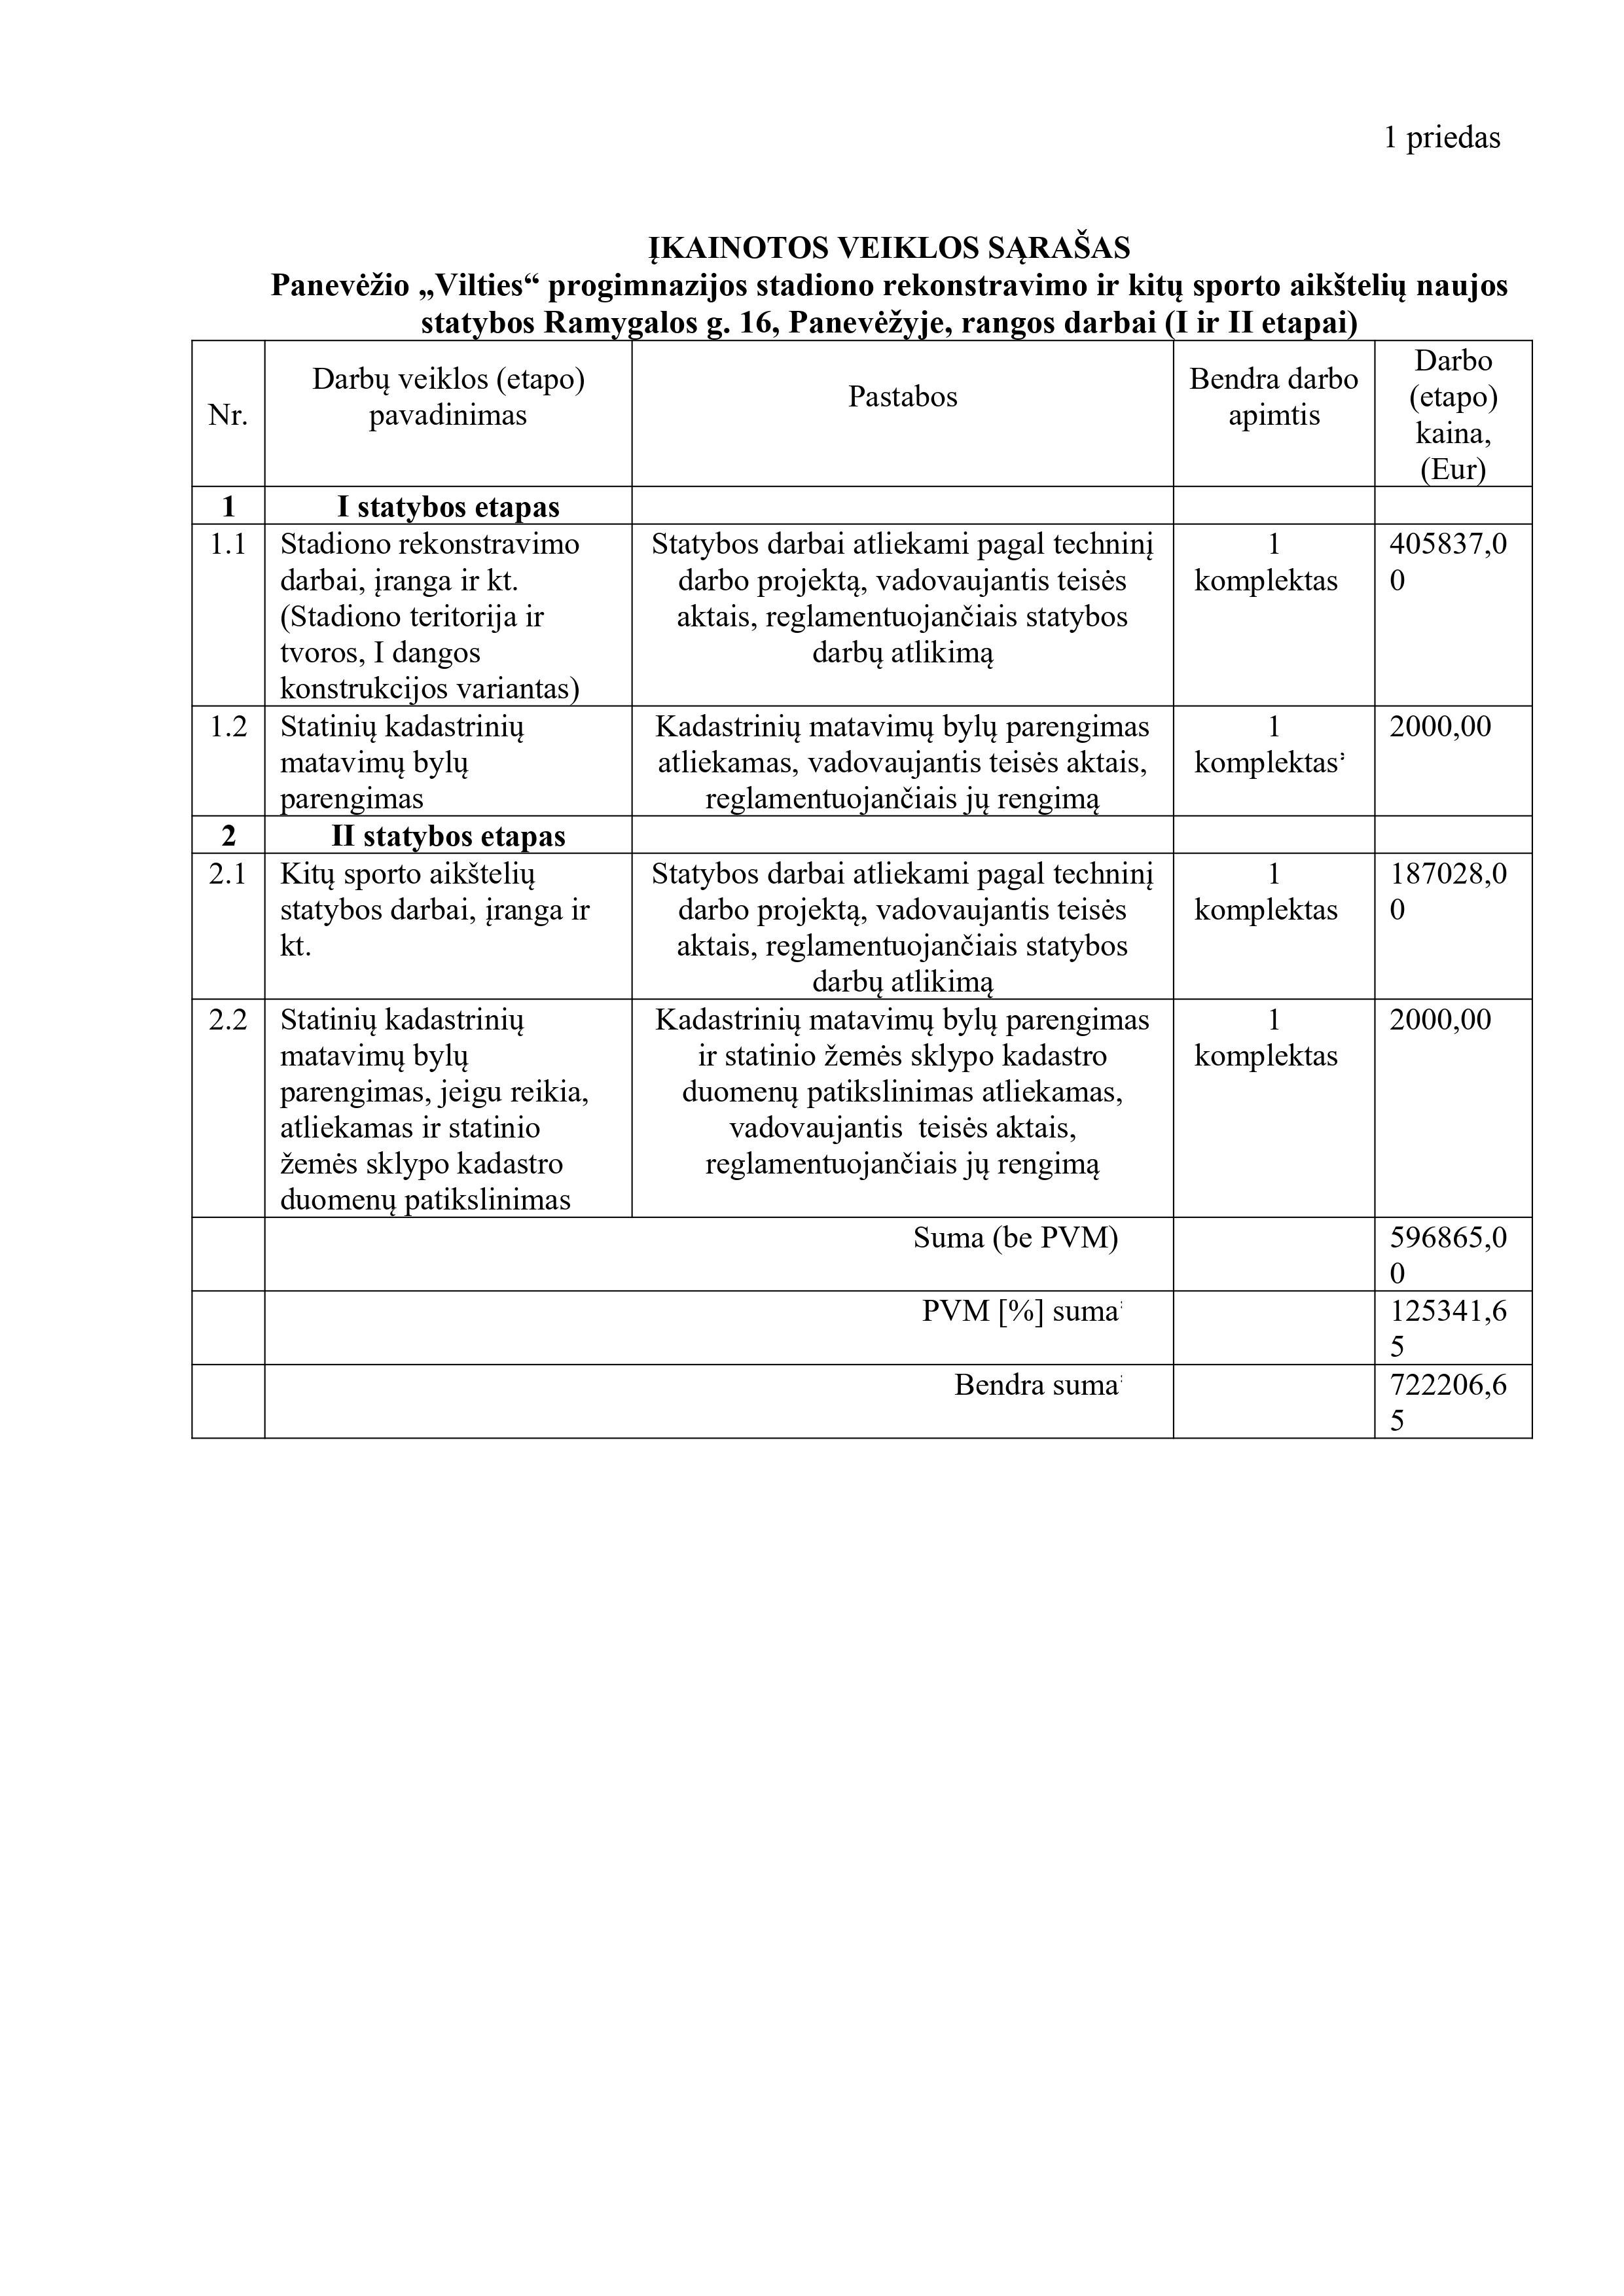 1 priedas
ĮKAINOTOS VEIKLOS SĄRAŠAS
Panevėžio „Vilties“ progimnazijos stadiono rekonstravimo ir kitų sporto aikštelių naujos
statybos Ramygalos g. 16, Panevėžyje, rangos darbai (I ir II etapai)
Nr.
Darbų veiklos (etapo)
pavadinimas
Pastabos
Bendra darbo
apimtis
Darbo
(etapo)
kaina,
(Eur)
1
I statybos etapas
1.1
Stadiono rekonstravimo
darbai, įranga ir kt.
(Stadiono teritorija ir
tvoros, I dangos
konstrukcijos variantas)
Statybos darbai atliekami pagal techninį
darbo projektą, vadovaujantis teisės
aktais, reglamentuojančiais statybos
darbų atlikimą
1
komplektas
405837,0
0
1.2
Statinių kadastrinių
matavimų bylų
parengimas
Kadastrinių matavimų bylų parengimas
atliekamas, vadovaujantis teisės aktais,
reglamentuojančiais jų rengimą
1
komplektas
2000,00
2
II statybos etapas
2.1
Kitų sporto aikštelių
statybos darbai, įranga ir
kt.
Statybos darbai atliekami pagal techninį
darbo projektą, vadovaujantis teisės
aktais, reglamentuojančiais statybos
darbų atlikimą
1
komplektas
187028,0
0
2.2
Statinių kadastrinių
matavimų bylų
parengimas, jeigu reikia,
atliekamas ir statinio
žemės sklypo kadastro
duomenų patikslinimas
Kadastrinių matavimų bylų parengimas
ir statinio žemės sklypo kadastro
duomenų patikslinimas atliekamas,
vadovaujantis teisės aktais,
reglamentuojančiais jų rengimą
1
komplektas
2000,00
Suma (be PVM)
596865,0
0
PVM [%] suma
125341,6
5
Bendra suma
722206,6
5